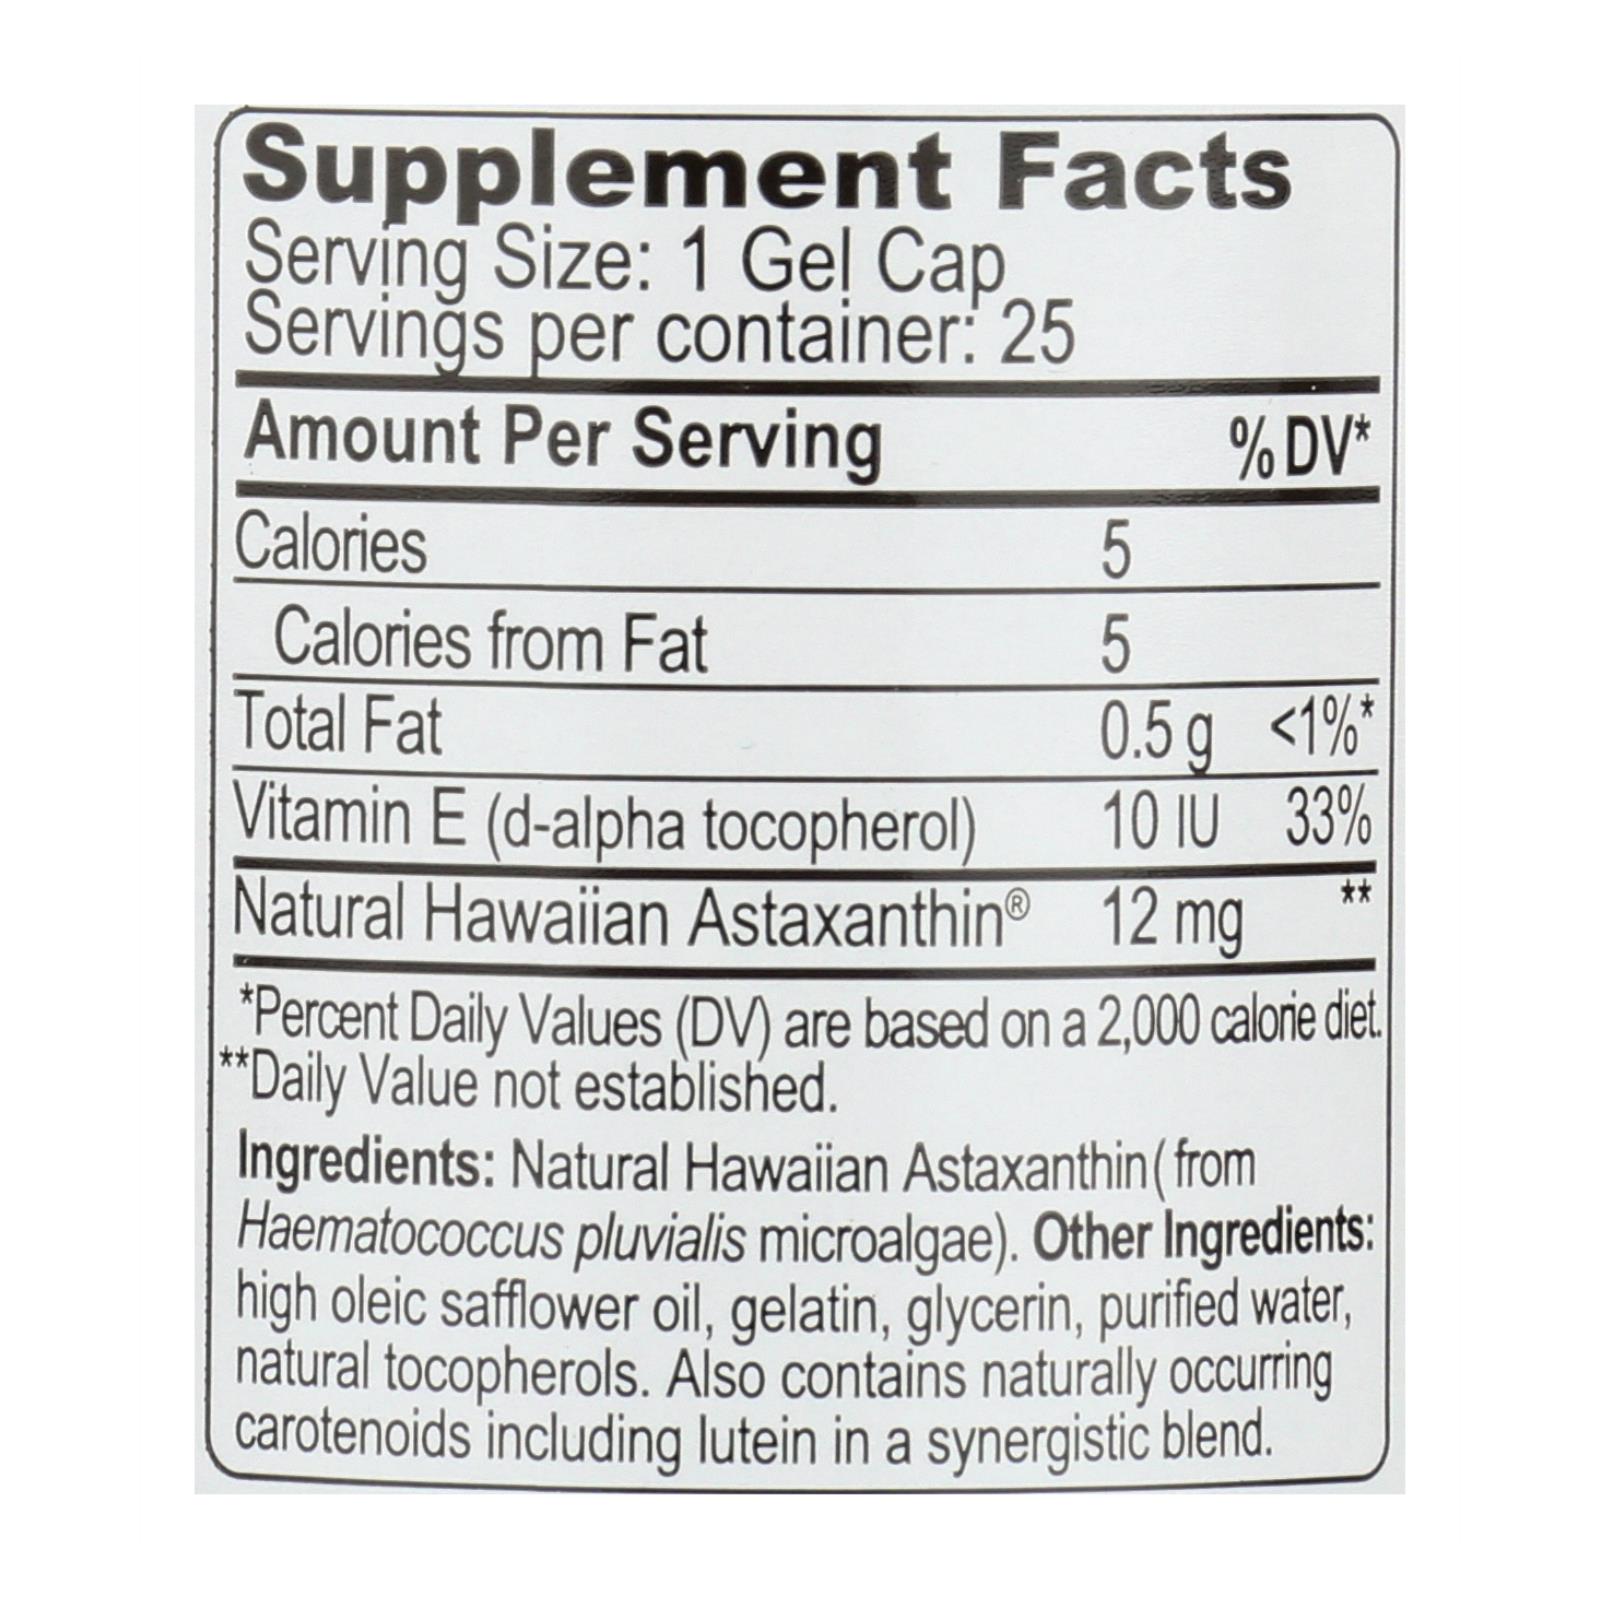 Supplement Facts
Serving Size: 1 Gel Cap
Servings per container: 25
Amount Per Serving %DV*
Calories 5
Calories from Fat 5
Total Fat 0.5 g <1%*
Vitamin E (d-alpha tocopherol) 10 IU 33%
Natural Hawaiian Astaxanthin® 12 mg **
*Percent Daily Values (DV) are based on a 2,000 calorie diet.
**Daily Value not established.
Ingredients: Natural Hawaiian Astaxanthin(from
Haematococcus pluvialis microalgae). Other Ingredients:
high oleic safflower oil, gelatin, glycerin, purified water,
natural tocopherols. Also contains naturally occurring
carotenoids including lutein in a synergistic blend.